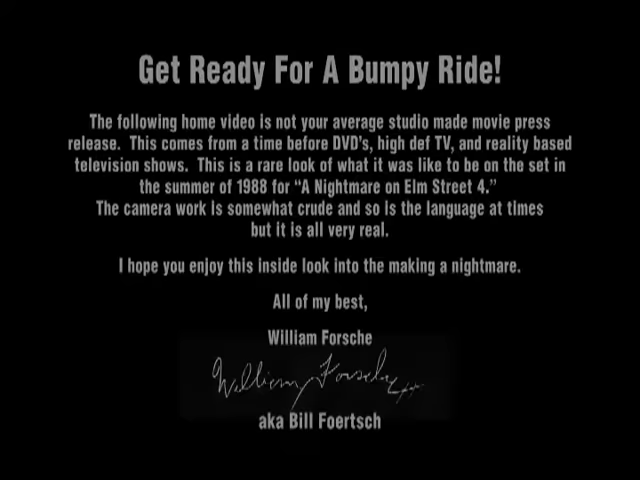 Get Ready For A Bumpy Ride!
The following home video is not your average studio made movie press
release. This comes from a time before DVD's, high def TV, and reality based
television shows. This is a rare look of what it was like to be on the set in
the summer of 1988 for “A Nightmare on Elm Street 4.”
The camera work is somewhat crude and so is the language at times
but it is all very real.
I hope you enjoy this inside look into the making a nightmare.
All of my best,
William Forsche
William Forsche
aka Bill Foertsch